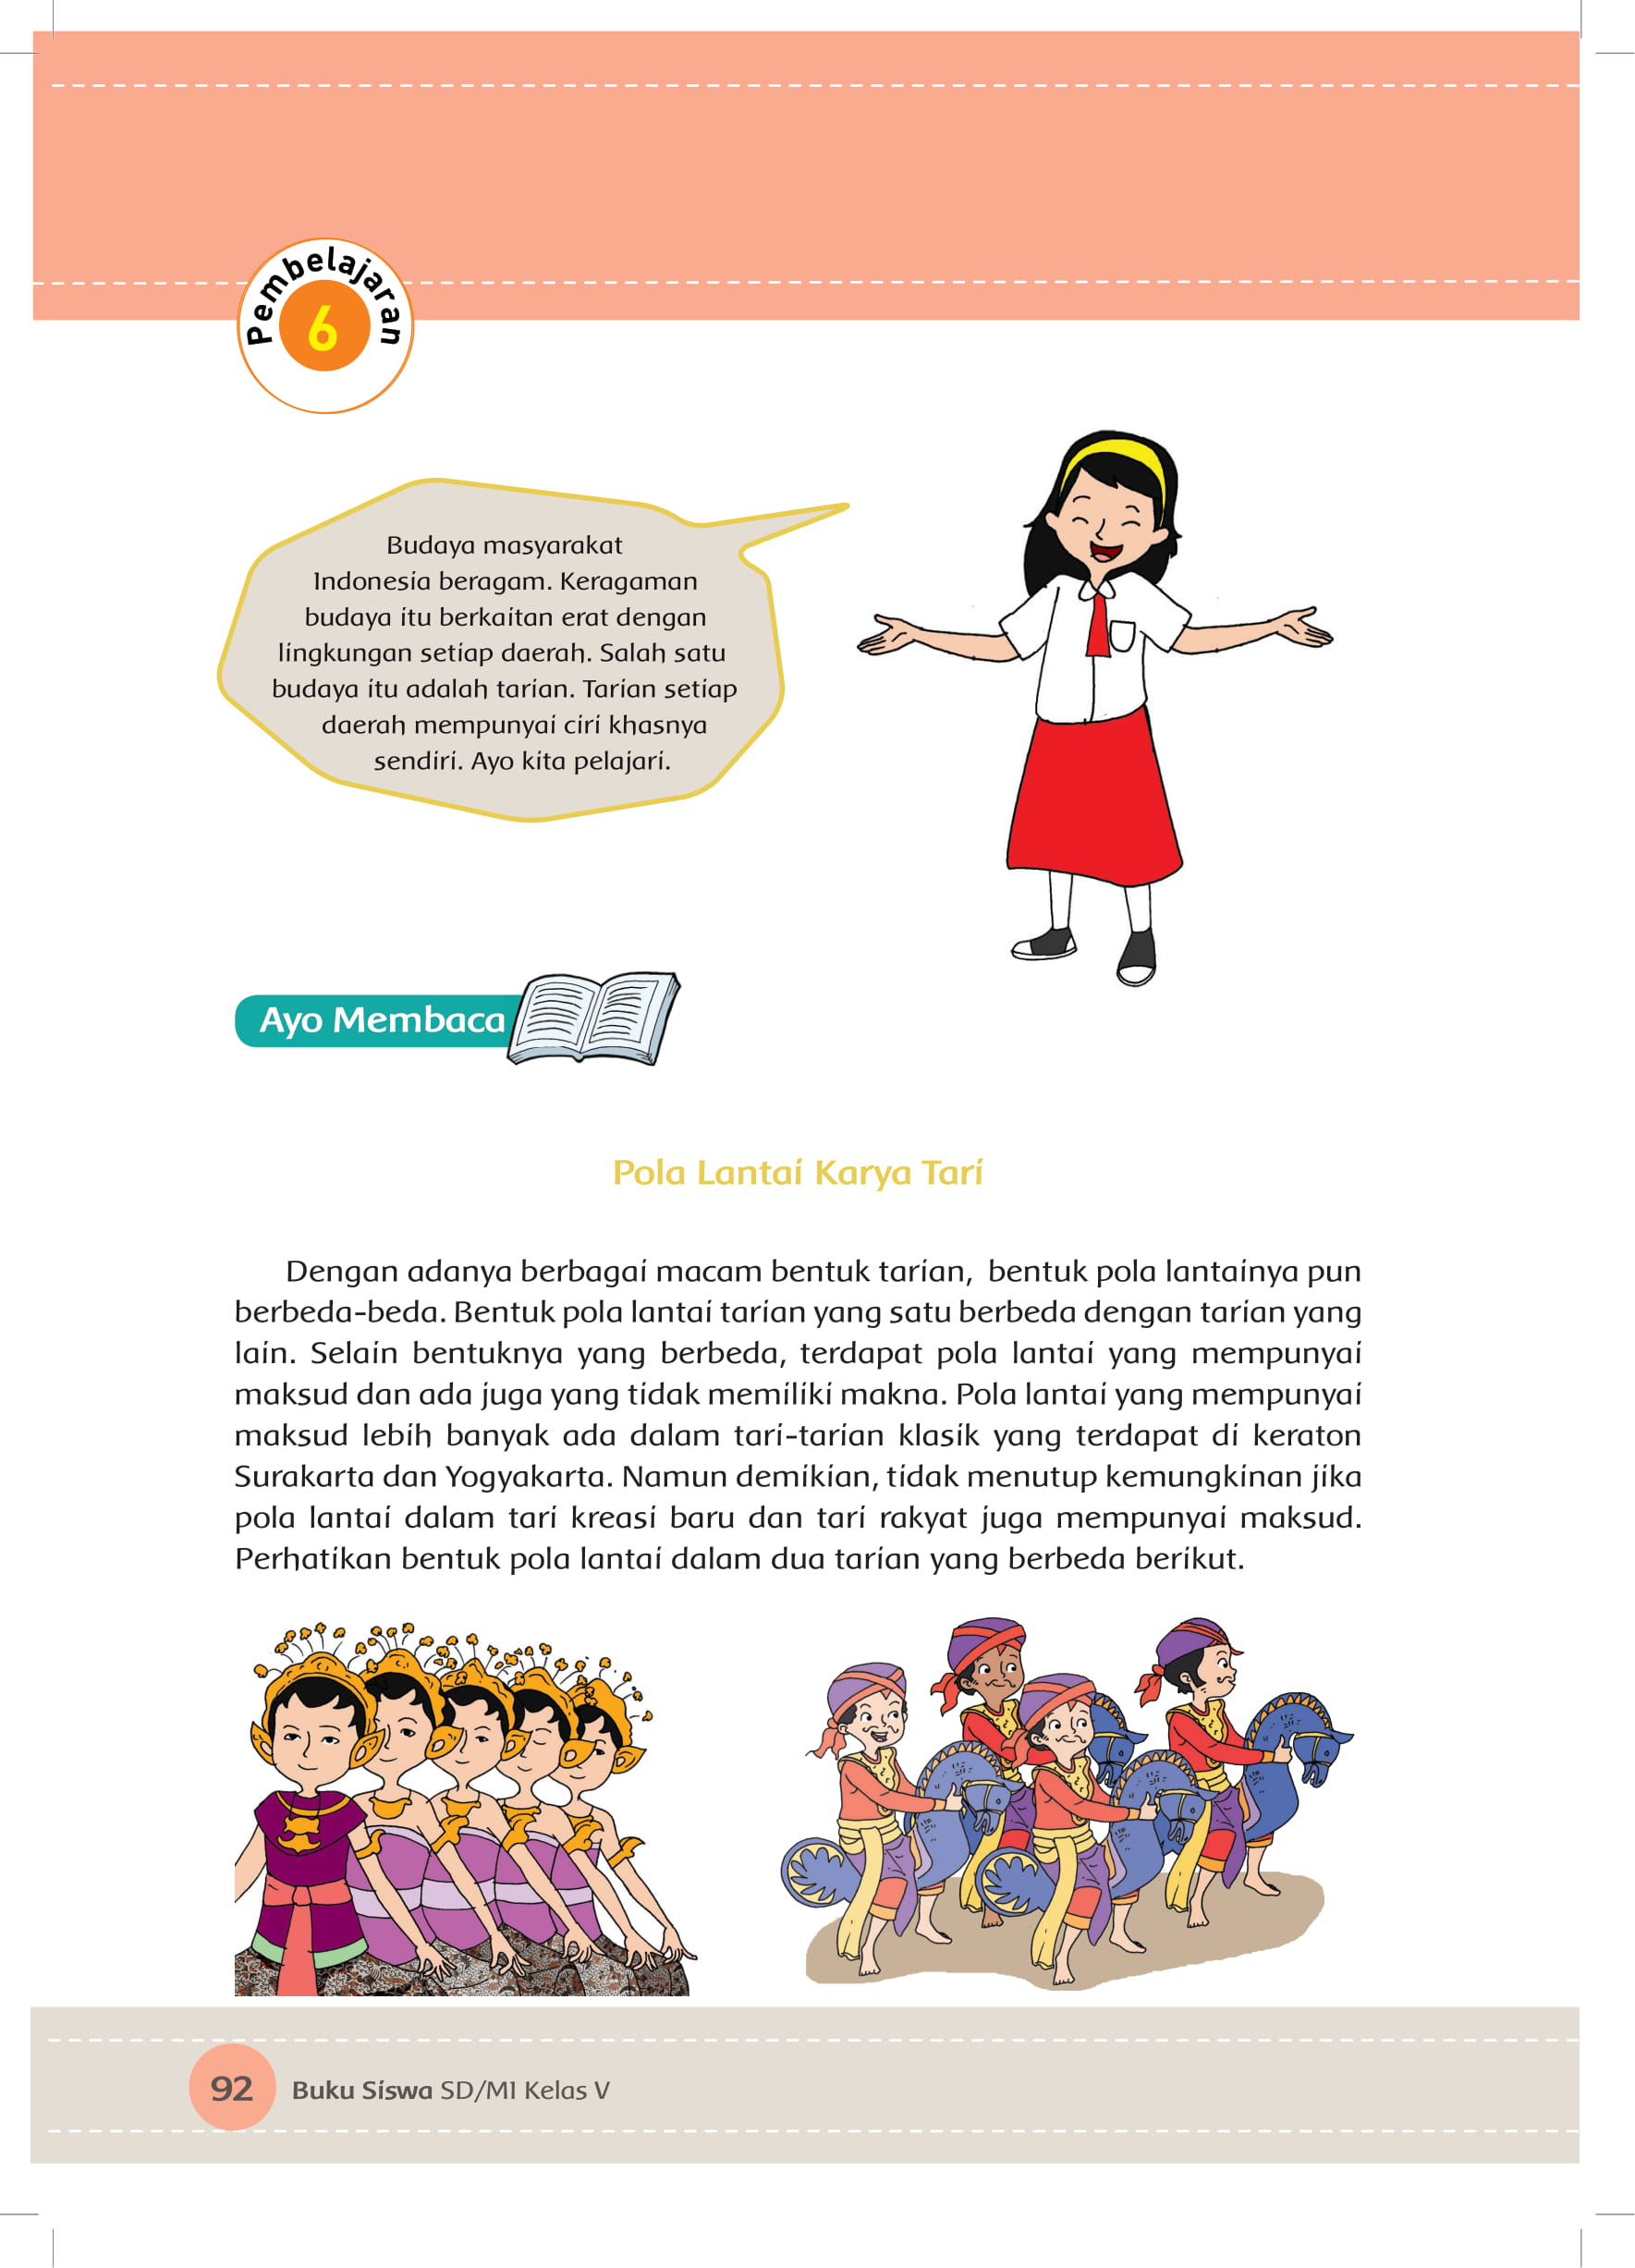 Pembelajaran
6
Budaya masyarakat
Indonesia beragam. Keragaman
budaya itu berkaitan erat dengan
lingkungan setiap daerah. Salah satu
budaya itu adalah tarian. Tarian setiap
daerah mempunyai ciri khasnya
sendiri. Ayo kita pelajari.
Ayo Membaca
Pola Lantai Karya Tari
Dengan adanya berbagai macam bentuk tarian, bentuk pola lantainya pun
berbeda-beda. Bentuk pola lantai tarian yang satu berbeda dengan tarian yang
lain. Selain bentuknya yang berbeda, terdapat pola lantai yang mempunyai
maksud dan ada juga yang tidak memiliki makna. Pola lantai yang mempunyai
maksud lebih banyak ada dalam tari-tarian klasik yang terdapat di keraton
Surakarta dan Yogyakarta. Namun demikian, tidak menutup kemungkinan jika
pola lantai dalam tari kreasi baru dan tari rakyat juga mempunyai maksud.
Perhatikan bentuk pola lantai dalam dua tarian yang berbeda berikut.
92 Buku Siswa SD/MI Kelas V